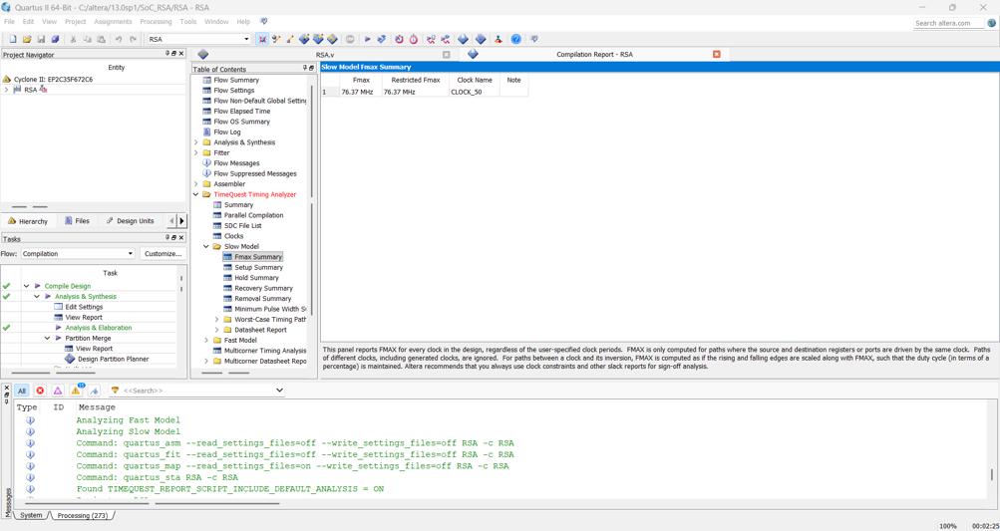 Quartus II 64-Bit - C:/altera/13.0sp1/SoC_RSA/RSA - RSA
File Edit View Project Assignments Processing Tools Window Help
Search altera.com
RSA
Project Navigator
Entity
Cyclone II: EP2C35F672C6
RSA
Hierarchy Files Design Units
Tasks
Flow: Compilation Customize...
Task
Compile Design
Analysis & Synthesis
Edit Settings
View Report
Analysis & Elaboration
Partition Merge
View Report
Design Partition Planner
RSA.v
Compilation Report - RSA
Table of Contents
Flow Summary
Flow Settings
Flow Non-Default Global Setting
Flow Elapsed Time
Flow OS Summary
Flow Log
Analysis & Synthesis
Fitter
Flow Messages
Flow Suppressed Messages
Assembler
TimeQuest Timing Analyzer
Summary
Parallel Compilation
SDC File List
Clocks
Slow Model
Fmax Summary
Setup Summary
Hold Summary
Recovery Summary
Removal Summary
Minimum Pulse Width Su
Worst-Case Timing Path
Datasheet Report
Fast Model
Multicorner Timing Analysis
Multicorner Datasheet Repo
Slow Model Fmax Summary
Fmax Restricted Fmax Clock Name Note
1 76.37 MHz 76.37 MHz CLOCK_50
This panel reports FMAX for every clock in the design, regardless of the user-specified clock periods. FMAX is only computed for paths where the source and destination registers or ports are driven by the same clock. Paths
of different clocks, including generated clocks, are ignored. For paths between a clock and its inversion, FMAX is computed as if the rising and falling edges are scaled along with FMAX, such that the duty cycle (in terms of a
percentage) is maintained. Altera recommends that you always use clock constraints and other slack reports for sign-off analysis.
All
15
<<Search>>
Type ID Message
Analyzing Fast Model
Analyzing Slow Model
Command: quartus_asm --read_settings_files=off --write_settings_files=off RSA -c RSA
Command: quartus_fit --read_settings_files=off --write_settings_files=off RSA -c RSA
Command: quartus_map --read_settings_files=on --write_settings_files=off RSA -c RSA
Command: quartus_sta RSA -c RSA
Found TIMEQUEST_REPORT_SCRIPT_INCLUDE_DEFAULT_ANALYSIS = ON
Messages
System Processing (273)
100% 00:02:25